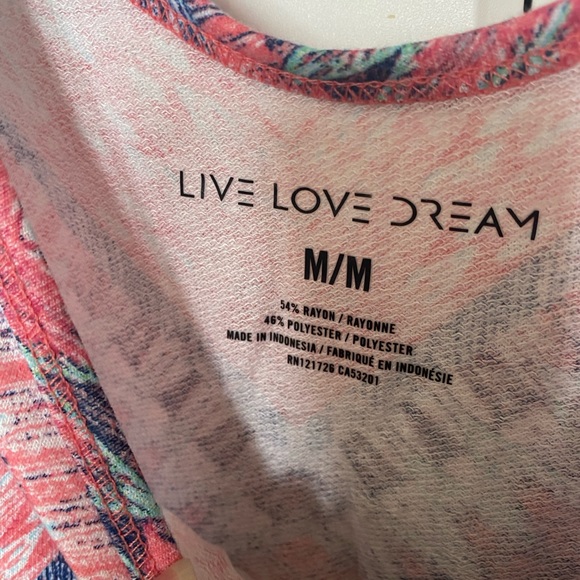 LIVE LOVE DREAM
M/M
54% RAYON / RAYONNE
46% POLYESTER / POLYESTER
MADE IN INDONESIA / FABRIQUÉ EN INDONÉSIE
RN121726 CA53201